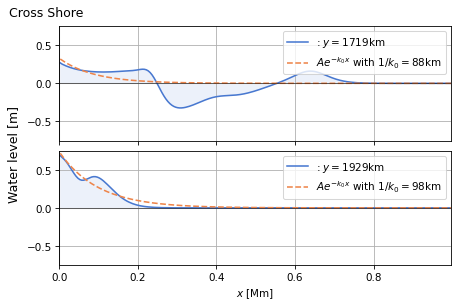 Cross Shore
0.5
0.0
−0.5
: y = 1719km
Ae^{-k₀x} with 1/k₀ = 88km
Water level [m]
0.5
0.0
−0.5
: y = 1929km
Ae^{-k₀x} with 1/k₀ = 98km
0.0 0.2 0.4 0.6 0.8
x [Mm]